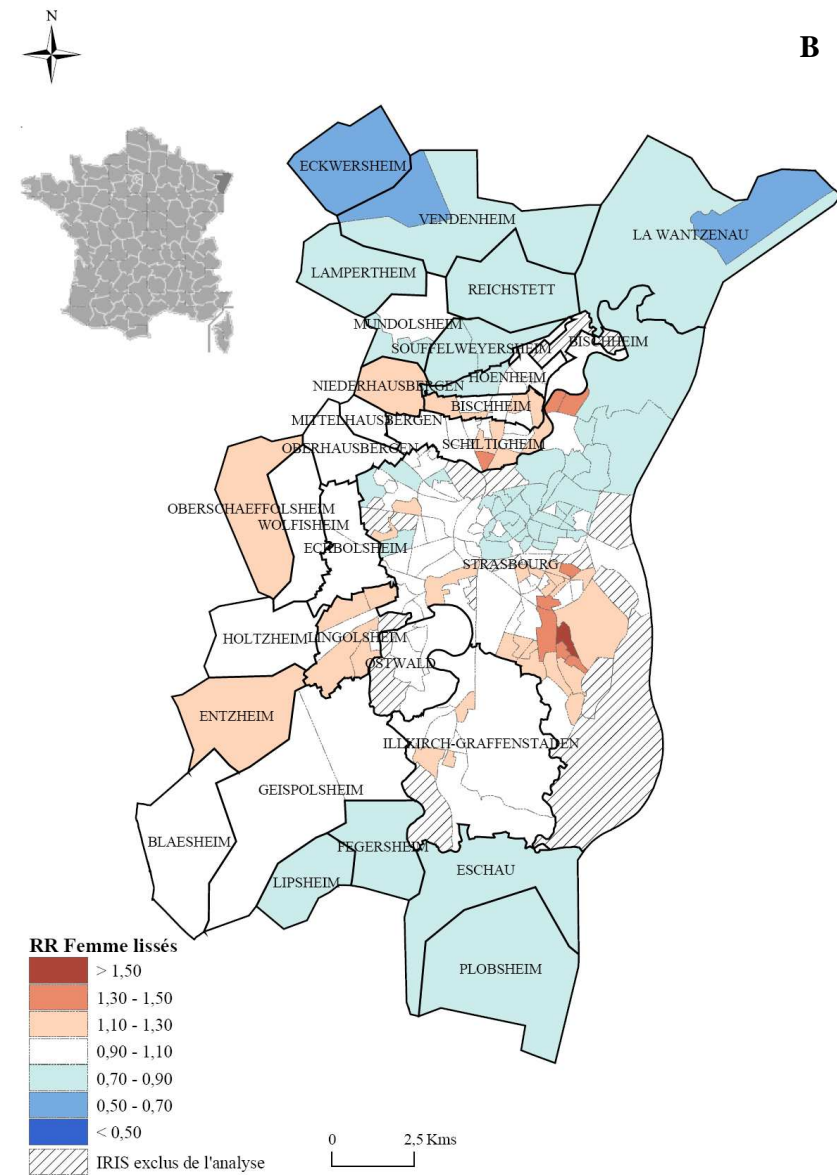 N
B
ECKWERSHEIM
VENDENHEIM
LA WANTZENAU
LAMPERTHEIM
REICHSTETT
MUNDOLSHEIM
SOUFFELWEYERSHEIM
BISCHHEIM
HOENHEIM
NIEDERHAUSBERGEN
BISCHHEIM
MITTELHAUSBERGEN
SCHILTIGHEIM
OBERHAUSBERGEN
OBERSCHAEFFOLSHEIM
WOLFISHEIM
ECKBOLSHEIM
STRASBOURG
HOLTZHEIM
LINGOLSHEIM
OSTWALD
ENTZHEIM
ILLKIRCH-GRAFFENSTADEN
GEISPOLSHEIM
BLAESHEIM
FEGERSHEIM
ESCHAU
LIPSHEIM
PLOBSHEIM
RR Femme lissés
> 1,50
1,30 - 1,50
1,10 - 1,30
0,90 - 1,10
0,70 - 0,90
0,50 - 0,70
< 0,50
IRIS exclus de l'analyse
0 2,5 Kms